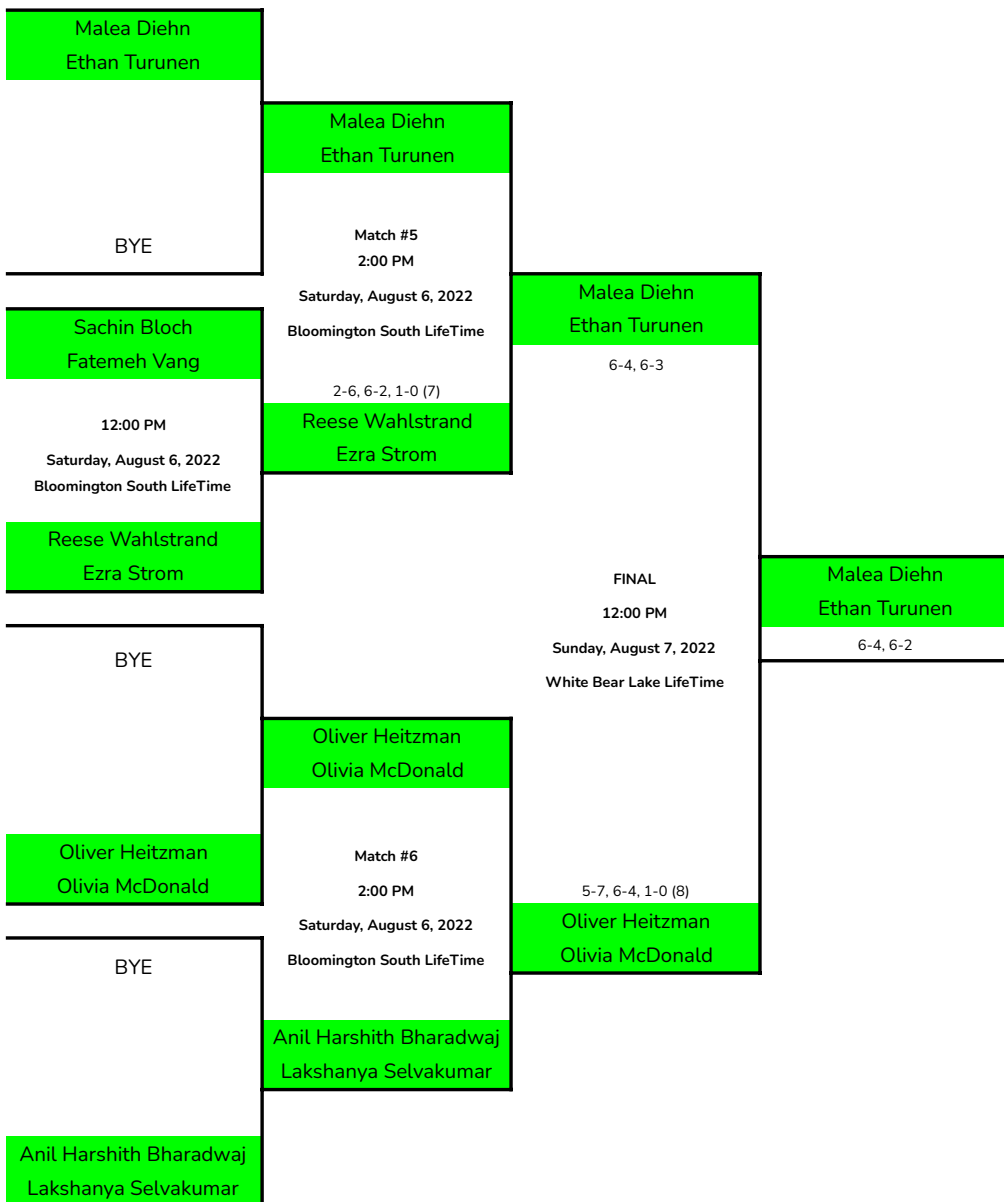 Malea Diehn
Ethan Turunen
BYE
Sachin Bloch
Fatemeh Vang
12:00 PM
Saturday, August 6, 2022
Bloomington South LifeTime
Reese Wahlstrand
Ezra Strom
BYE
Oliver Heitzman
Olivia McDonald
BYE
Anil Harshith Bharadwaj
Lakshanya Selvakumar
Malea Diehn
Ethan Turunen
Match #5
2:00 PM
Saturday, August 6, 2022
Bloomington South LifeTime
2-6, 6-2, 1-0 (7)
Reese Wahlstrand
Ezra Strom
Oliver Heitzman
Olivia McDonald
Match #6
2:00 PM
Saturday, August 6, 2022
Bloomington South LifeTime
Anil Harshith Bharadwaj
Lakshanya Selvakumar
Malea Diehn
Ethan Turunen
6-4, 6-3
FINAL
12:00 PM
Sunday, August 7, 2022
White Bear Lake LifeTime
5-7, 6-4, 1-0 (8)
Oliver Heitzman
Olivia McDonald
Malea Diehn
Ethan Turunen
6-4, 6-2